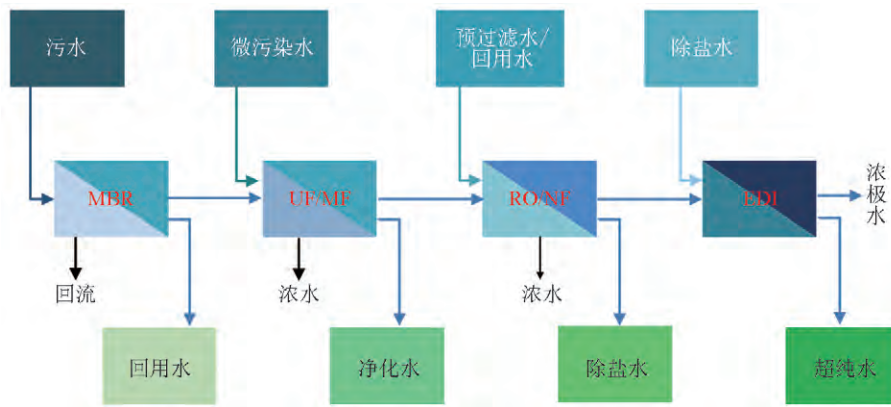 污水
微污染水
预过滤水/
回用水
除盐水
MBR
UF/MF
RO/NF
EDI
浓极水
回流
浓水
浓水
回用水
净化水
除盐水
超纯水